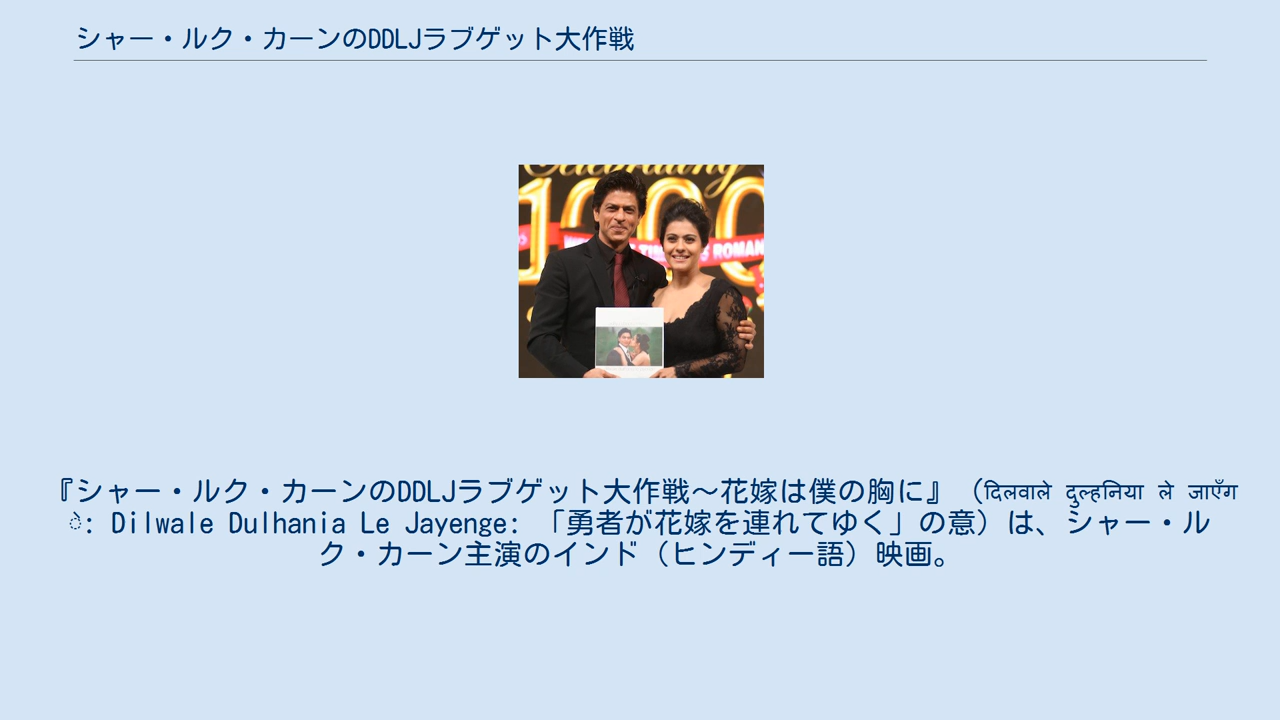 シャー・ルク・カーンのDDLJラブゲット大作戦
Celebrating
1000
ROMAN
『シャー・ルク・カーンのDDLJラブゲット大作戦〜花嫁は僕の胸に』（दिलवाले दुल्हनिया ले जाएँग
े: Dilwale Dulhania Le Jayenge: 「勇者が花嫁を連れてゆく」の意）は、シャー・ル
ク・カーン主演のインド（ヒンディー語）映画。